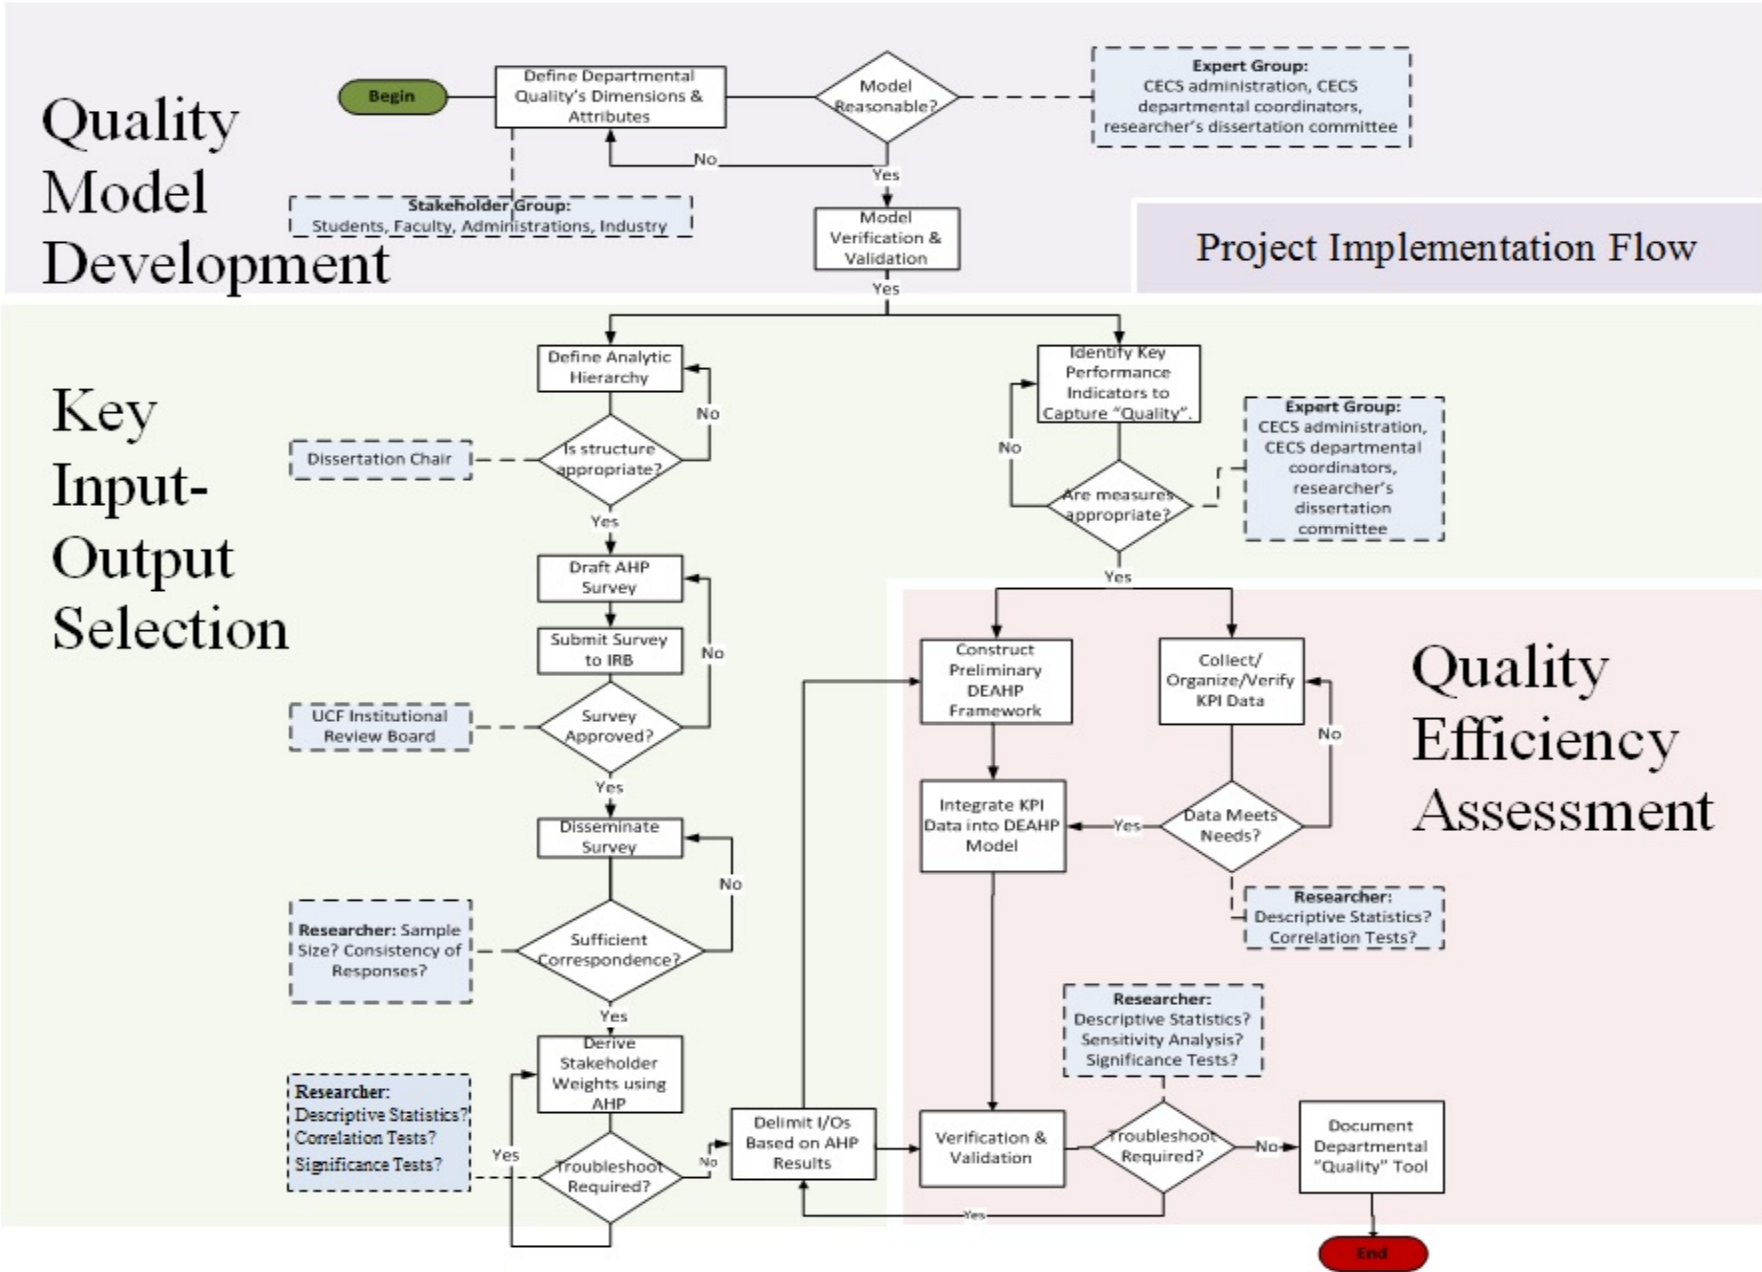 Quality
Model
Development
Begin
Define Departmental
Quality's Dimensions &
Attributes
Model
Reasonable?
Expert Group:
CECS administration, CECS
departmental coordinators,
researcher's dissertation committee
No
Yes
Stakeholder Group:
Students, Faculty, Administrations, Industry
Model
Verification &
Validation
Project Implementation Flow
Yes
Key
Input-
Output
Selection
Define Analytic
Hierarchy
No
Is structure
appropriate?
Dissertation Chair
Yes
Draft AHP
Survey
Submit Survey
to IRB
No
Survey
Approved?
UCF Institutional
Review Board
Yes
Disseminate
Survey
No
Sufficient
Correspondence?
Researcher: Sample
Size? Consistency of
Responses?
Yes
Derive
Stakeholder
Weights using
AHP
Researcher:
Descriptive Statistics?
Correlation Tests?
Significance Tests?
Yes
Troubleshoot
Required?
No
Delimit I/Os
Based on AHP
Results
Identify Key
Performance
Indicators to
Capture "Quality".
No
Are measures
appropriate?
Expert Group:
CECS administration,
CECS departmental
coordinators,
researcher's
dissertation
committee
Yes
Quality
Efficiency
Assessment
Construct
Preliminary
DEAHP
Framework
Collect/
Organize/Verify
KPI Data
No
Integrate KPI
Data into DEAHP
Model
Yes
Data Meets
Needs?
Researcher:
Descriptive Statistics?
Correlation Tests?
Researcher:
Descriptive Statistics?
Sensitivity Analysis?
Significance Tests?
Verification &
Validation
Troubleshoot
Required?
No
Document
Departmental
"Quality" Tool
Yes
End